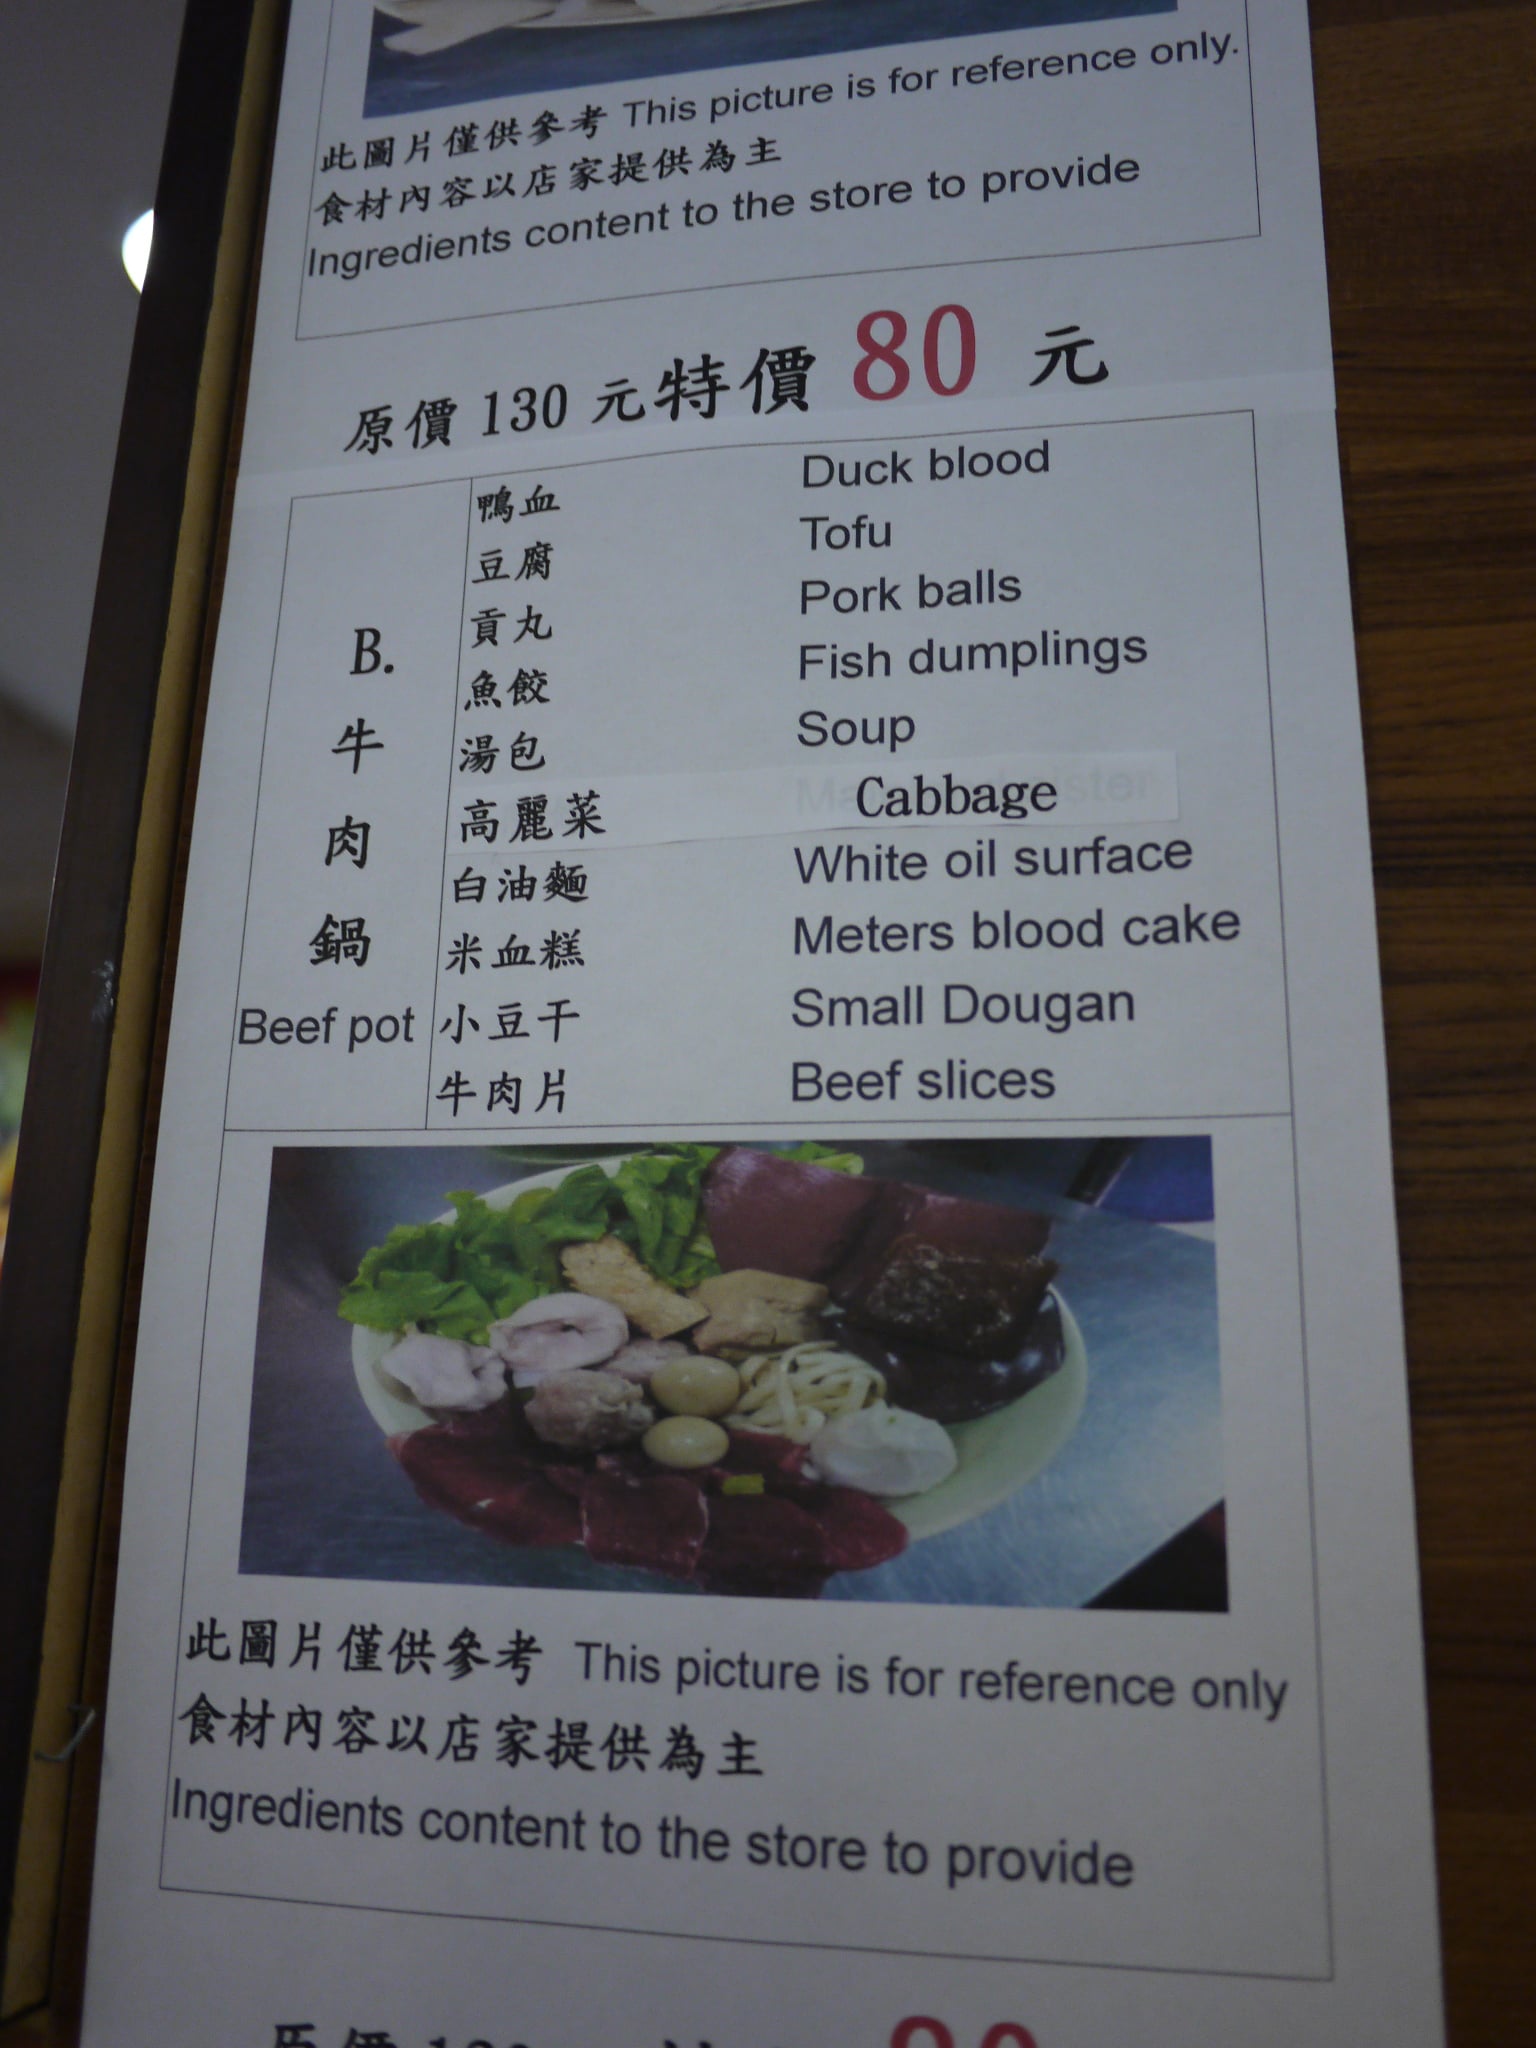 此圖片僅供參考 This picture is for reference only.
食材內容以店家提供為主
Ingredients content to the store to provide
原價 130 元特價 80 元
B.
牛
肉
鍋
Beef pot
鴨血 Duck blood
豆腐 Tofu
貢丸 Pork balls
魚餃 Fish dumplings
湯包 Soup
高麗菜 Cabbage
白油麵 White oil surface
米血糕 Meters blood cake
小豆干 Small Dougan
牛肉片 Beef slices
此圖片僅供參考 This picture is for reference only
食材內容以店家提供為主
Ingredients content to the store to provide
原價